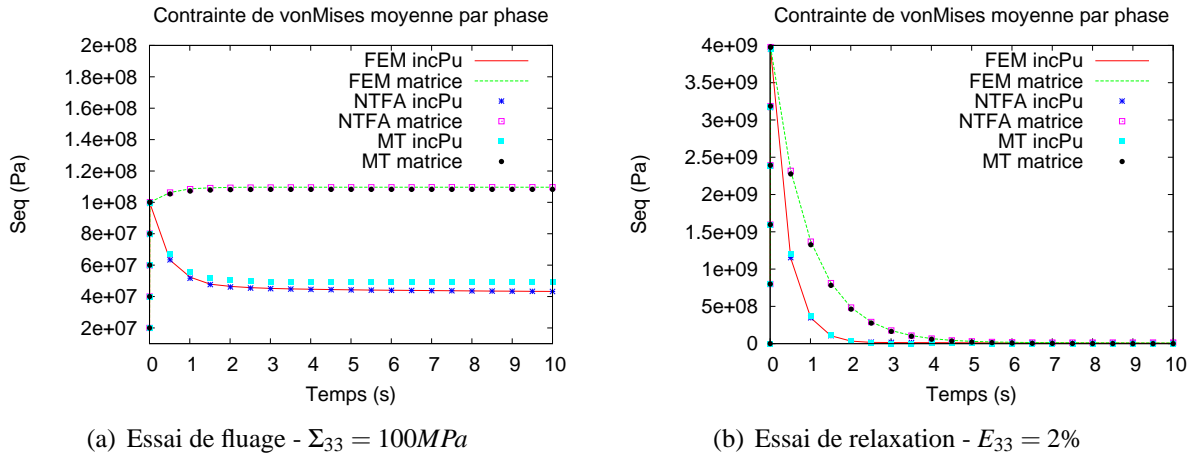 Contrainte de vonMises moyenne par phase
Seq (Pa)
2e+08
1.8e+08
1.6e+08
1.4e+08
1.2e+08
1e+08
8e+07
6e+07
4e+07
2e+07
FEM incPu
FEM matrice
NTFA incPu
NTFA matrice
MT incPu
MT matrice
0 1 2 3 4 5 6 7 8 9 10
Temps (s)
(a) Essai de fluage - Σ33 = 100MPa
Contrainte de vonMises moyenne par phase
Seq (Pa)
4e+09
3.5e+09
3e+09
2.5e+09
2e+09
1.5e+09
1e+09
5e+08
0
FEM incPu
FEM matrice
NTFA incPu
NTFA matrice
MT incPu
MT matrice
0 1 2 3 4 5 6 7 8 9 10
Temps (s)
(b) Essai de relaxation - E33 = 2%